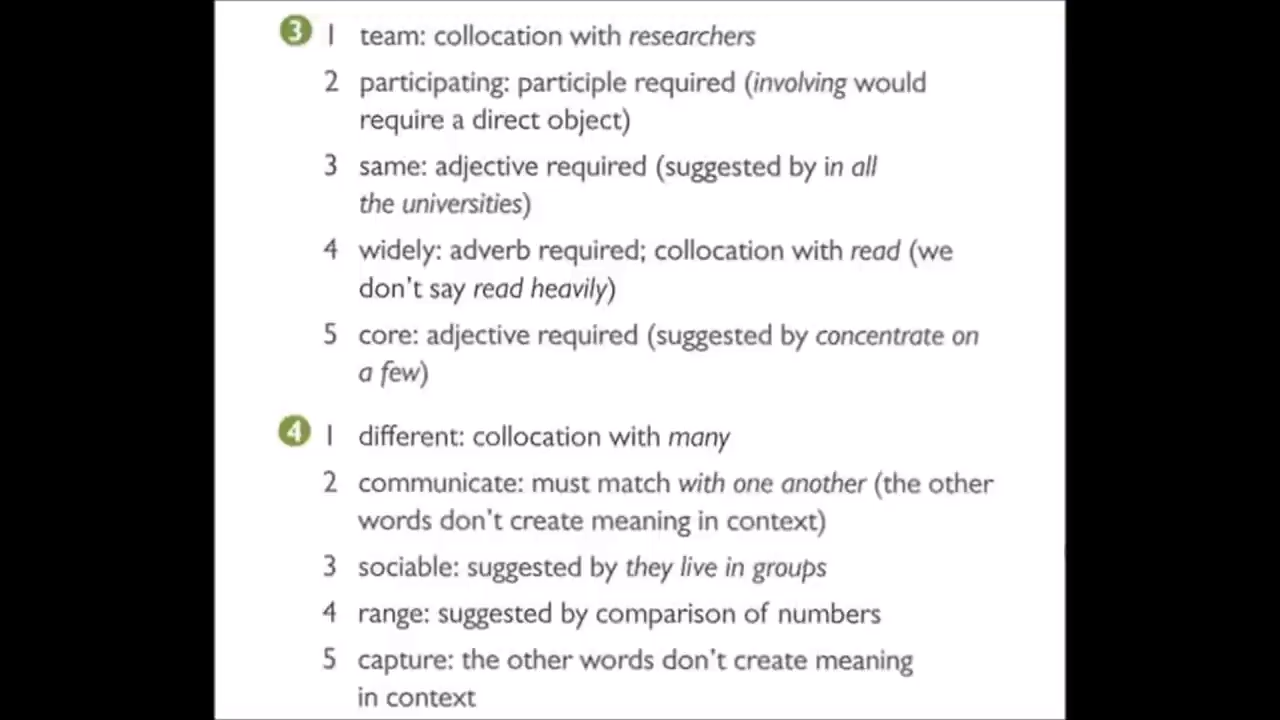 3 1 team: collocation with researchers
2 participating: participle required (involving would
require a direct object)
3 same: adjective required (suggested by in all
the universities)
4 widely: adverb required; collocation with read (we
don't say read heavily)
5 core: adjective required (suggested by concentrate on
a few)
4 1 different: collocation with many
2 communicate: must match with one another (the other
words don't create meaning in context)
3 sociable: suggested by they live in groups
4 range: suggested by comparison of numbers
5 capture: the other words don't create meaning
in context